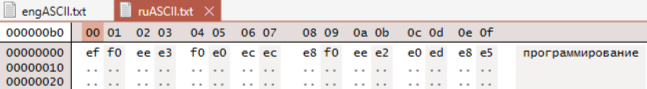 engASCII.txt ruASCII.txt
000000b0 00 01 02 03 04 05 06 07 08 09 0a 0b 0c 0d 0e 0f
00000000 ef f0 ee e3 f0 e0 ec ec e8 f0 ee e2 e0 ed e8 e5 программирование
00000010 .. .. .. .. .. .. .. .. .. .. .. .. .. .. .. ..
00000020 .. .. .. .. .. .. .. .. .. .. .. .. .. .. .. ..